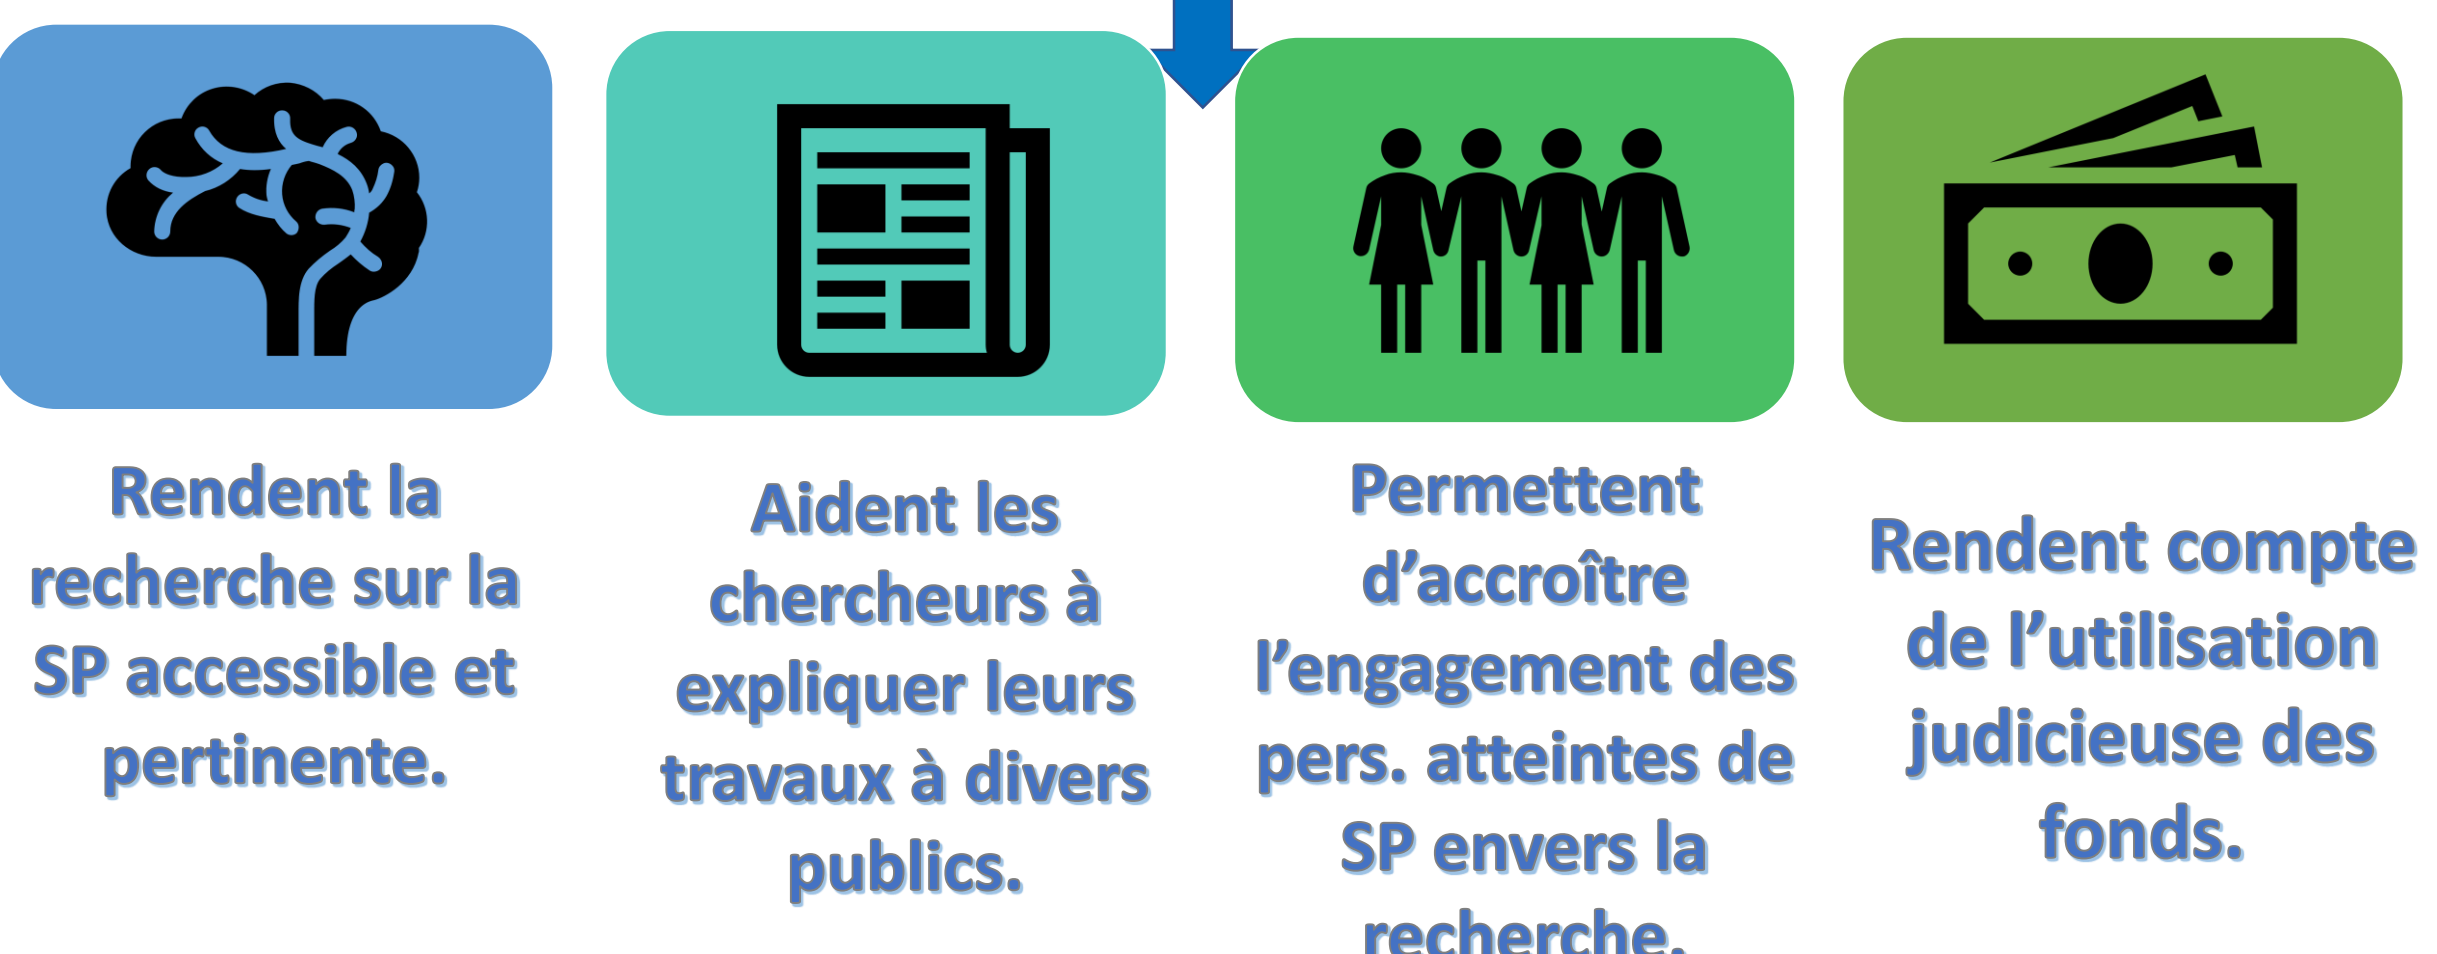 Rendent la
recherche sur la
SP accessible et
pertinente.
Aident les
chercheurs à
expliquer leurs
travaux à divers
publics.
Permettent
d’accroître
l’engagement des
pers. atteintes de
SP envers la
recherche.
Rendent compte
de l’utilisation
judicieuse des
fonds.